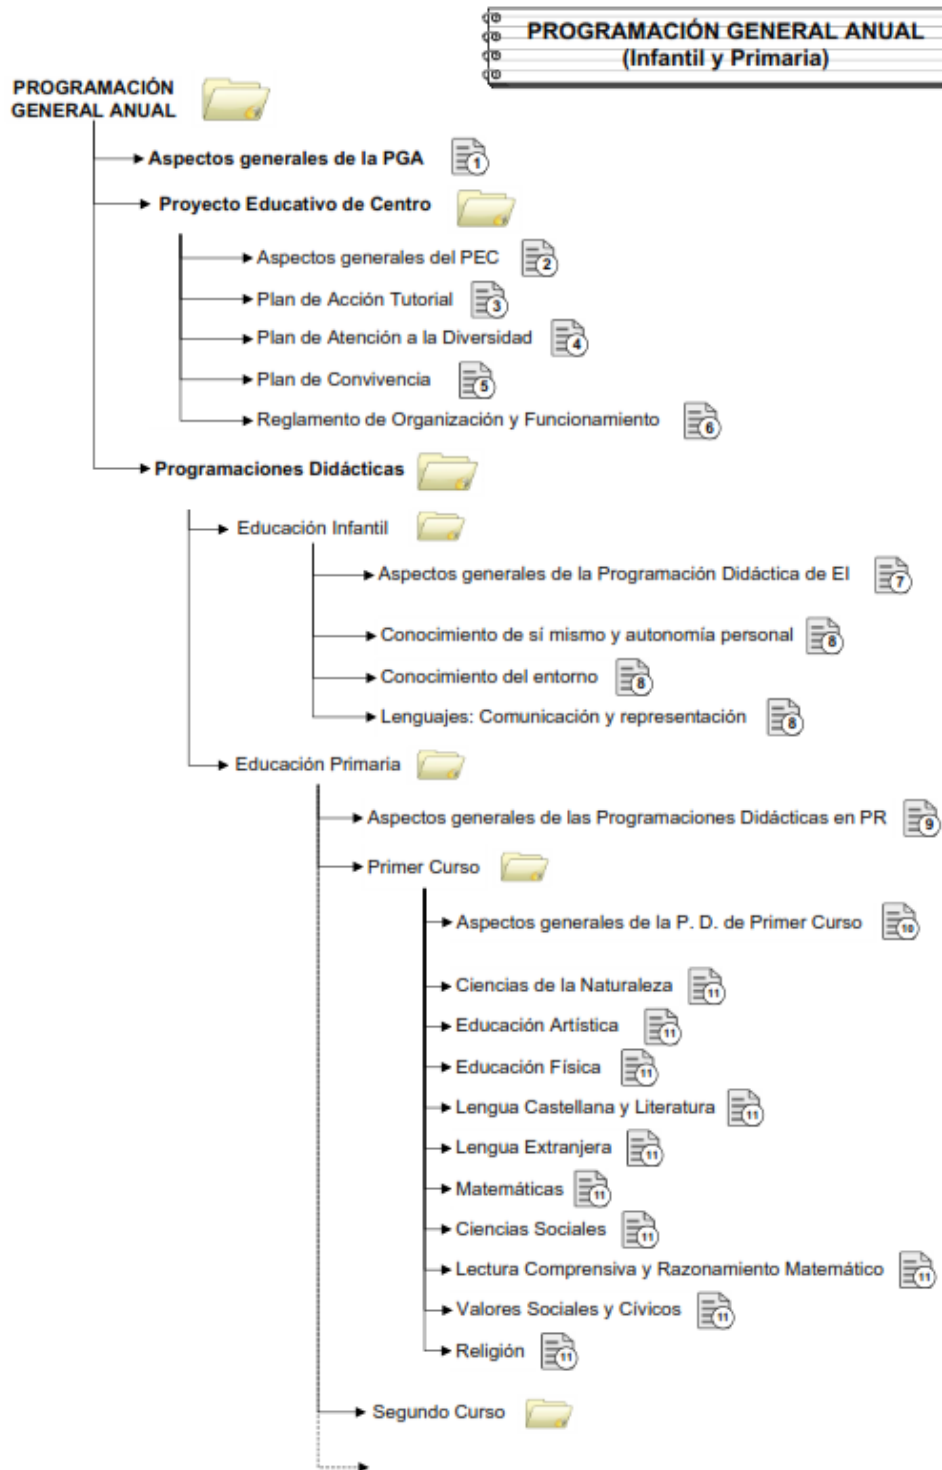 PROGRAMACIÓN GENERAL ANUAL
(Infantil y Primaria)
PROGRAMACIÓN
GENERAL ANUAL
Aspectos generales de la PGA 1
Proyecto Educativo de Centro
Aspectos generales del PEC 2
Plan de Acción Tutorial 3
Plan de Atención a la Diversidad 4
Plan de Convivencia 5
Reglamento de Organización y Funcionamiento 6
Programaciones Didácticas
Educación Infantil
Aspectos generales de la Programación Didáctica de EI 7
Conocimiento de sí mismo y autonomía personal 8
Conocimiento del entorno 8
Lenguajes: Comunicación y representación 8
Educación Primaria
Aspectos generales de las Programaciones Didácticas en PR 9
Primer Curso
Aspectos generales de la P. D. de Primer Curso 10
Ciencias de la Naturaleza 11
Educación Artística 11
Educación Física 11
Lengua Castellana y Literatura 11
Lengua Extranjera 11
Matemáticas 11
Ciencias Sociales 11
Lectura Comprensiva y Razonamiento Matemático 11
Valores Sociales y Cívicos 11
Religión 11
Segundo Curso